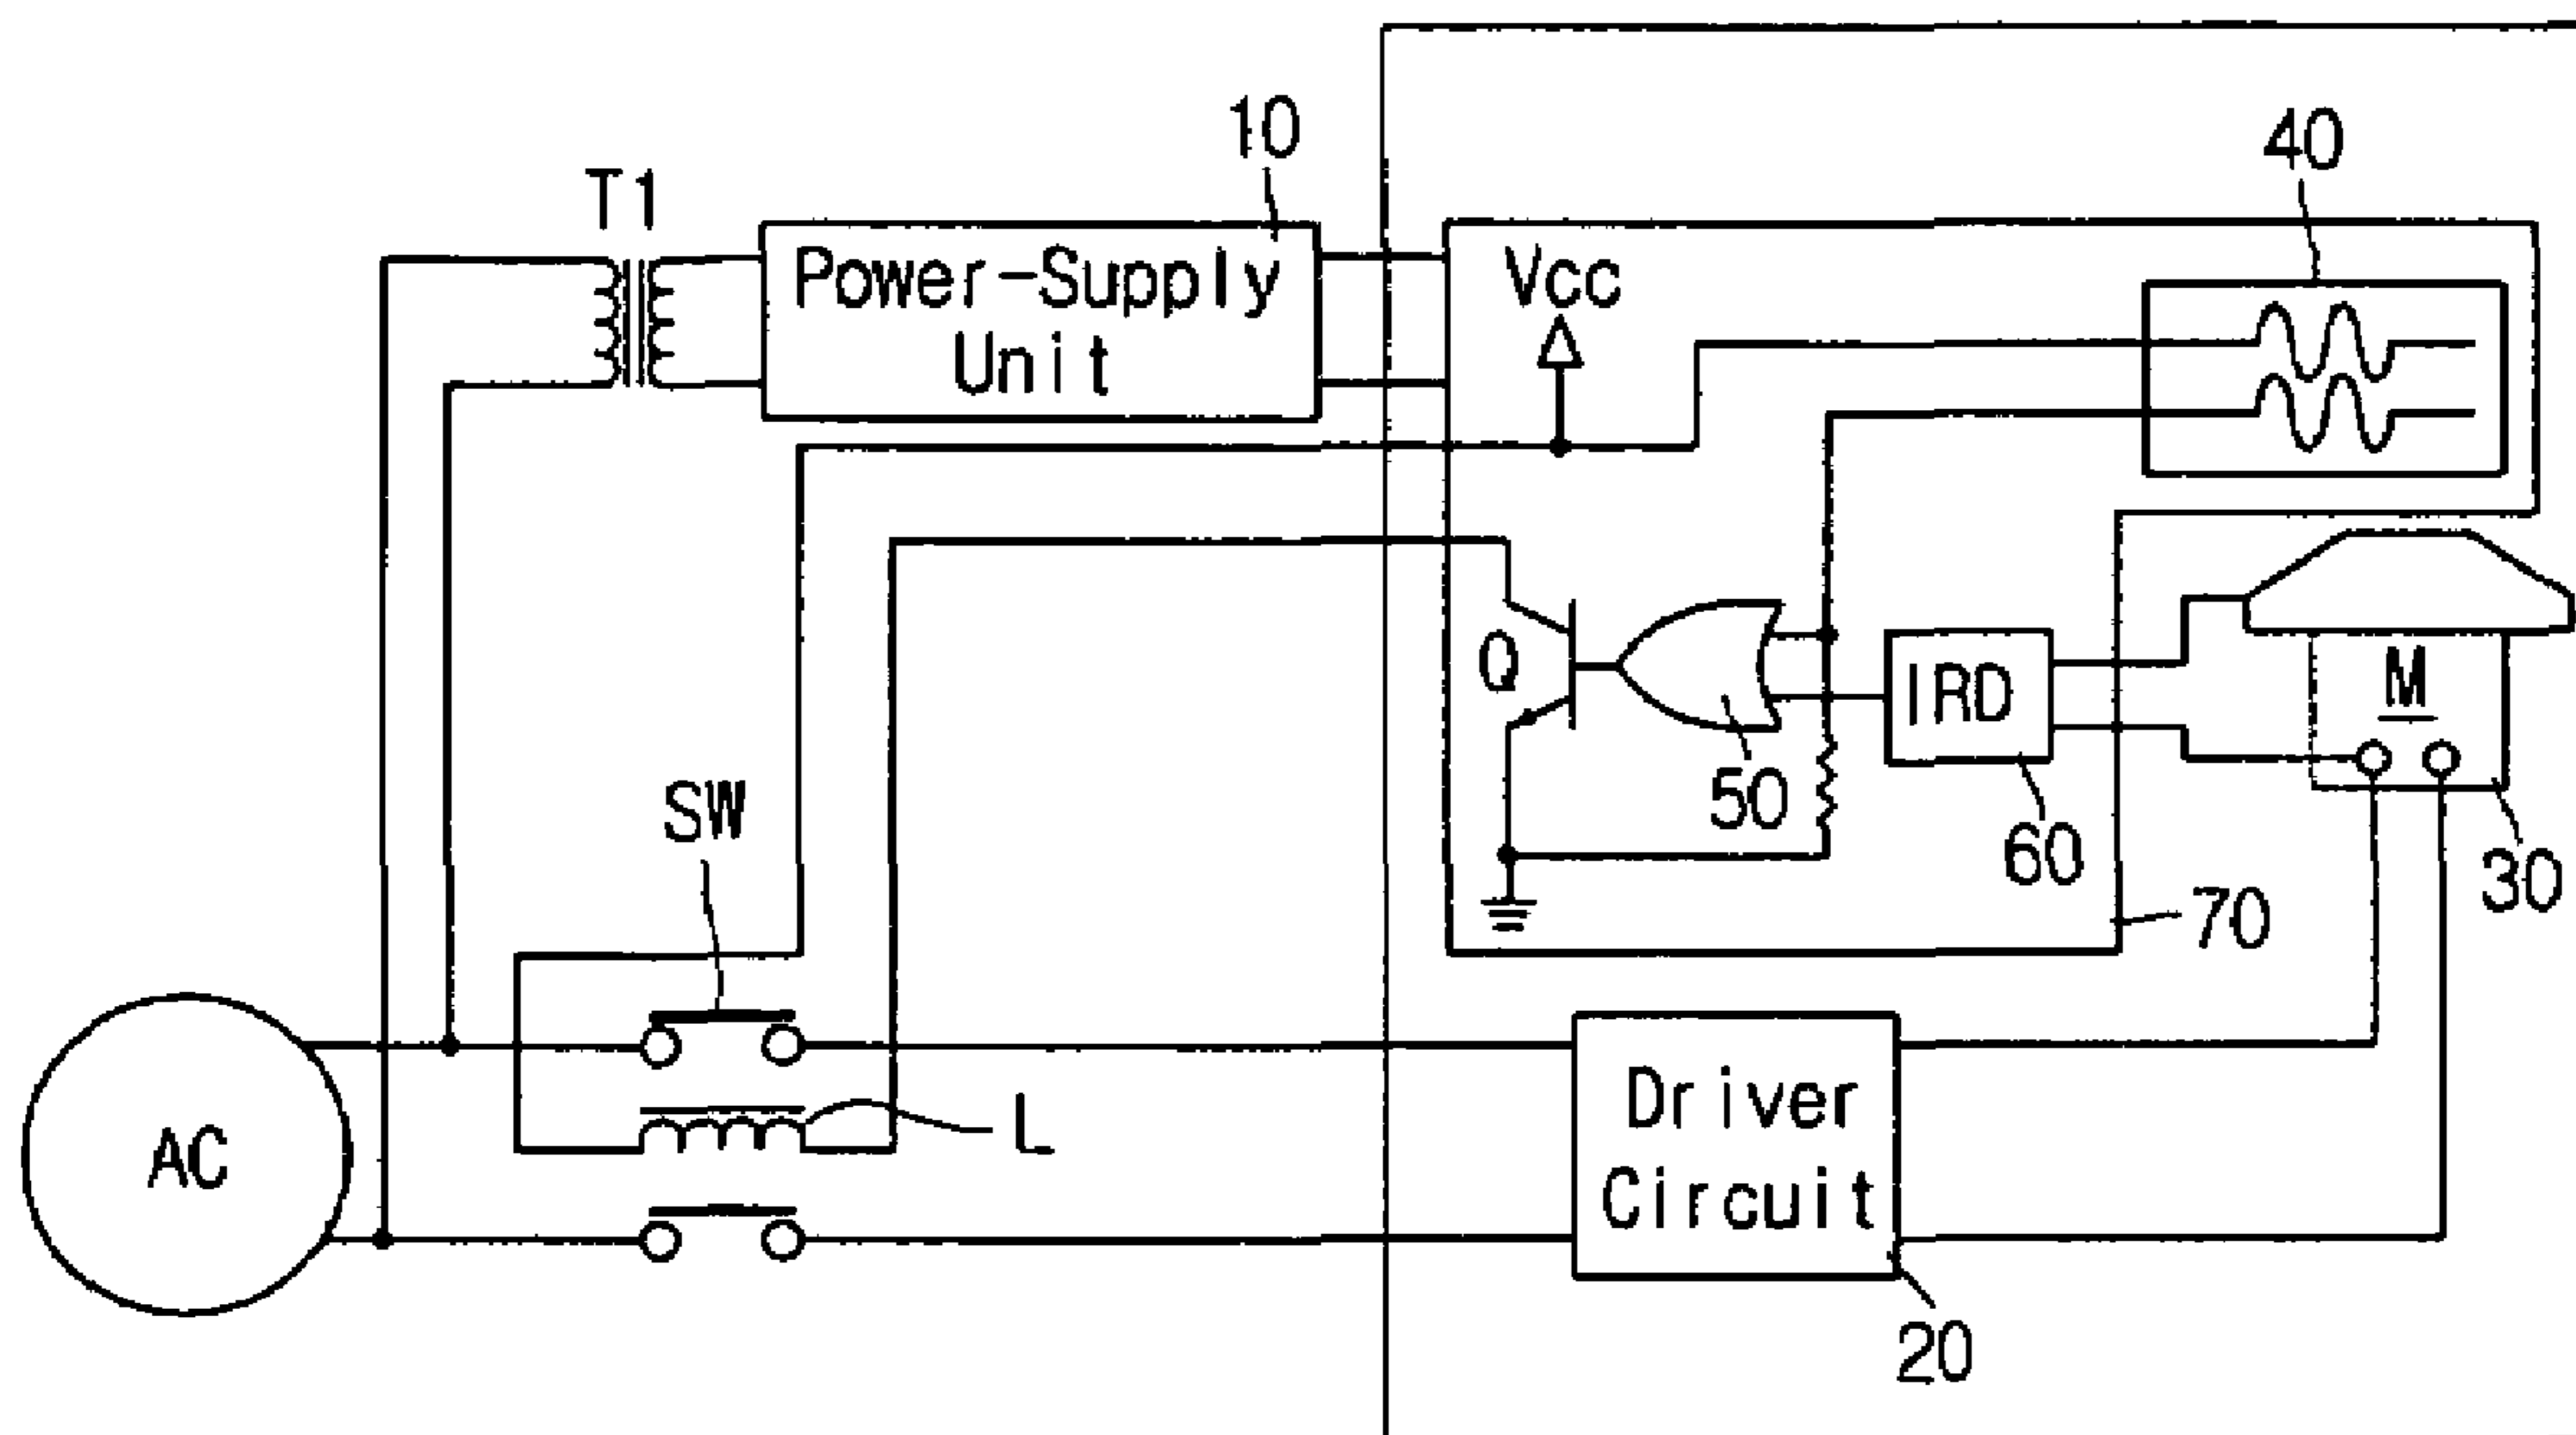 10
40
T1
Power-Supply
Unit
Vcc
Q
IRD
M
50
60
30
SW
70
AC
L
Driver
Circuit
20